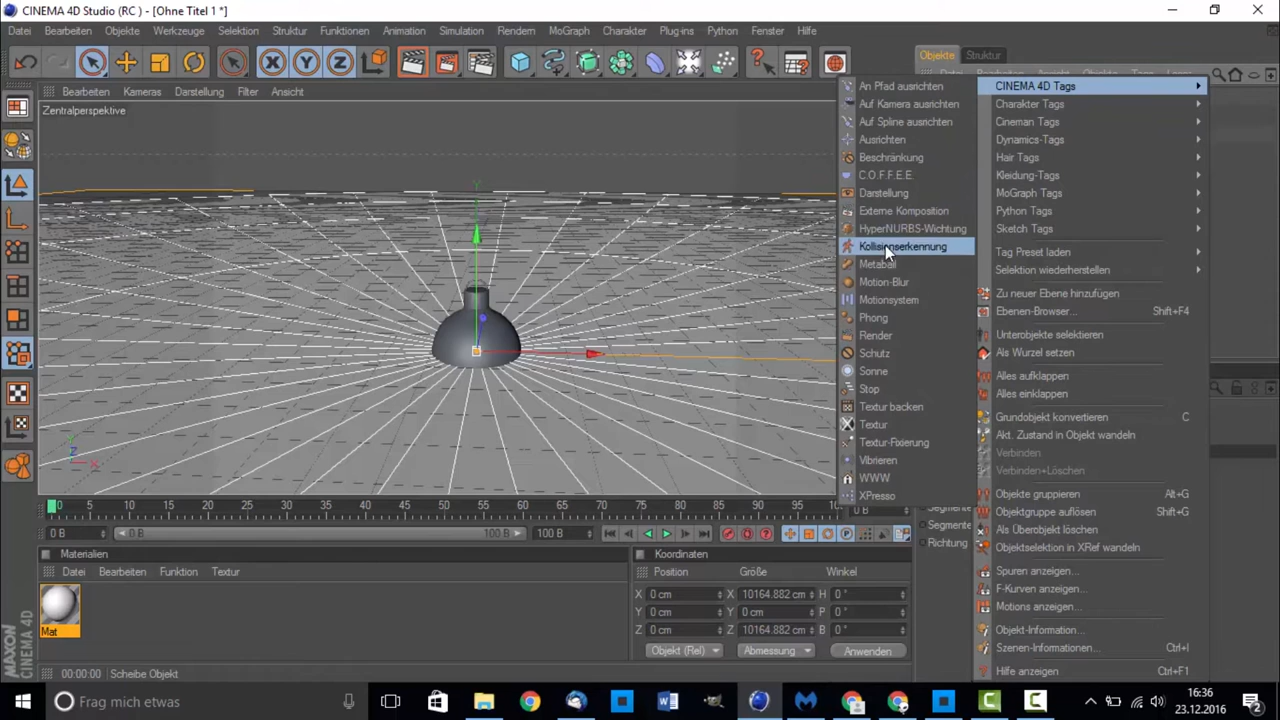 CINEMA 4D Studio (RC ) - [Ohne Titel 1 *]
Datei Bearbeiten Objekte Werkzeuge Selektion Struktur Funktionen Animation Simulation Rendern MoGraph Charakter Plug-ins Python Fenster Hilfe
X Y Z
Objekte Struktur
Bearbeiten Kameras Darstellung Filter Ansicht
Zentralperspektive
Y
Y
Z
X
An Pfad ausrichten
Auf Kamera ausrichten
Auf Spline ausrichten
Ausrichten
Beschränkung
C.O.F.F.E.E.
Darstellung
Externe Komposition
HyperNURBS-Wichtung
Kollisionserkennung
Metaball
Motion-Blur
Motionsystem
Phong
Render
Schutz
Sonne
Stop
Textur backen
Textur
Textur-Fixierung
Vibrieren
WWW
XPresso
CINEMA 4D Tags
Charakter Tags
Cineman Tags
Dynamics-Tags
Hair Tags
Kleidung-Tags
MoGraph Tags
Python Tags
Sketch Tags
Tag Preset laden
Selektion wiederherstellen
Zu neuer Ebene hinzufügen
Ebenen-Browser... Shift+F4
Unterobjekte selektieren
Als Wurzel setzen
Alles aufklappen
Alles einklappen
Grundobjekt konvertieren C
Akt. Zustand in Objekt wandeln
Verbinden
Verbinden+Löschen
Objekte gruppieren Alt+G
Objektgruppe auflösen Shift+G
Als Überobjekt löschen
Objektselektion in XRef wandeln
Spuren anzeigen...
F-Kurven anzeigen...
Motions anzeigen...
Objekt-Information...
Szenen-Informationen... Ctrl+I
Hilfe anzeigen Ctrl+F1
Segmente
Segmente
Richtung
0 5 10 15 20 25 30 35 40 45 50 55 60 65 70 75 80 85 90 95
0 B
0 B 0 B 100 B 100 B
Materialien
Datei Bearbeiten Funktion Textur
Mat
Koordinaten
Position Größe Winkel
X 0 cm X 10164.882 cm H 0 °
Y 0 cm Y 0 cm P 0 °
Z 0 cm Z 10164.882 cm B 0 °
Objekt (Rel) Abmessung Anwenden
MAXON
CINEMA 4D
00:00:00 Scheibe Objekt
Frag mich etwas
16:36
23.12.2016
2